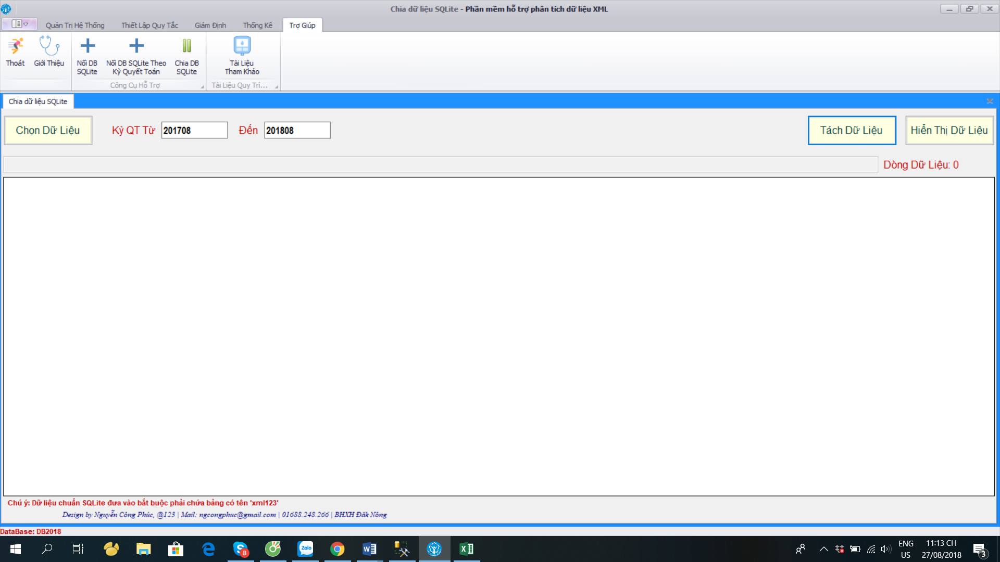 Chia dữ liệu SQLite - Phần mềm hỗ trợ phân tích dữ liệu XML
Quản Trị Hệ Thống
Thiết Lập Quy Tắc
Giám Định
Thống Kê
Trợ Giúp
Thoát
Giới Thiệu
Nối DB
SQLite
Nối DB SQLite Theo
Kỳ Quyết Toán
Chia DB
SQLite
Tài Liệu
Tham Khảo
Công Cụ Hỗ Trợ
Tài Liệu Quy Trì...
Chia dữ liệu SQLite
Chọn Dữ Liệu
Kỳ QT Từ
201708
Đến
201808
Tách Dữ Liệu
Hiển Thị Dữ Liệu
Dòng Dữ Liệu: 0
Chú ý: Dữ liệu chuẩn SQLite đưa vào bắt buộc phải chứa bảng có tên 'xml123'
Design by Nguyễn Công Phúc, @123 | Mail: ngcongphuc@gmail.com | 01688.248.266 | BHXH Đăk Nông
DataBase: DB2018
8
Zalo
ENG
US
11:13 CH
27/08/2018
3